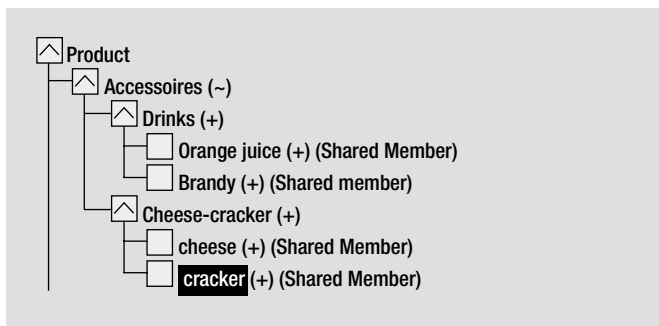 Product
Accessoires (~)
Drinks (+)
Orange juice (+) (Shared Member)
Brandy (+) (Shared member)
Cheese-cracker (+)
cheese (+) (Shared Member)
cracker (+) (Shared Member)